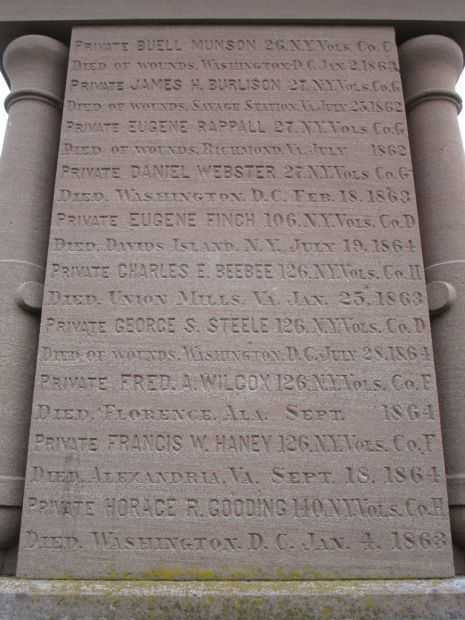 Private Buell Munson 26, N.Y. Vols. Co. C
Died of wounds, Washington D.C. Jan. 2, 1863
Private James H. Burlison 27, N.Y. Vols. Co. G
Died of wounds, Savage Station, Va. July 25, 1862
Private Eugene Rappall 27, N.Y. Vols. Co. G
Died of wounds, Richmond, Va. July 1862
Private Daniel Webster 27, N.Y. Vols. Co. G
Died, Washington, D.C. Feb. 18, 1863
Private Eugene Finch 106, N.Y. Vols. Co. D
Died, Davids Island, N.Y. July 19, 1864
Private Charles E. Beebee 126, N.Y. Vols. Co. H
Died, Union Mills, Va. Jan. 25, 1863
Private George S. Steele 126, N.Y. Vols. Co. D
Died of wounds, Washington, D.C. July 28, 1864
Private Fred. A. Wilcox 126, N.Y. Vols. Co. F
Died, Florence, Ala. Sept. 1864
Private Francis W. Haney 126, N.Y. Vols. Co. F
Died, Alexandria, Va. Sept. 18, 1864
Private Horace R. Gooding 140, N.Y. Vols. Co. H
Died, Washington, D.C. Jan. 4, 1863